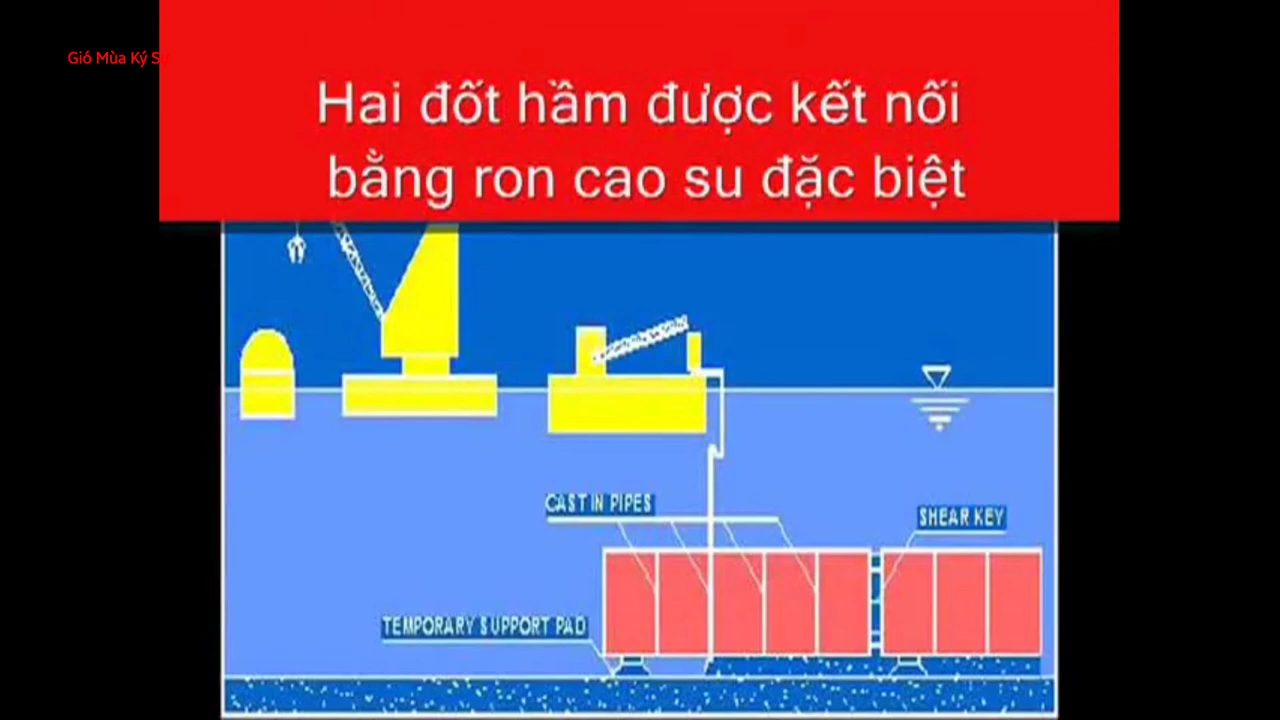 Gió Mùa Ký S
Hai đốt hầm được kết nối
bằng ron cao su đặc biệt
CAST IN PIPES
SHEAR KEY
TEMPORARY SUPPORT PAD